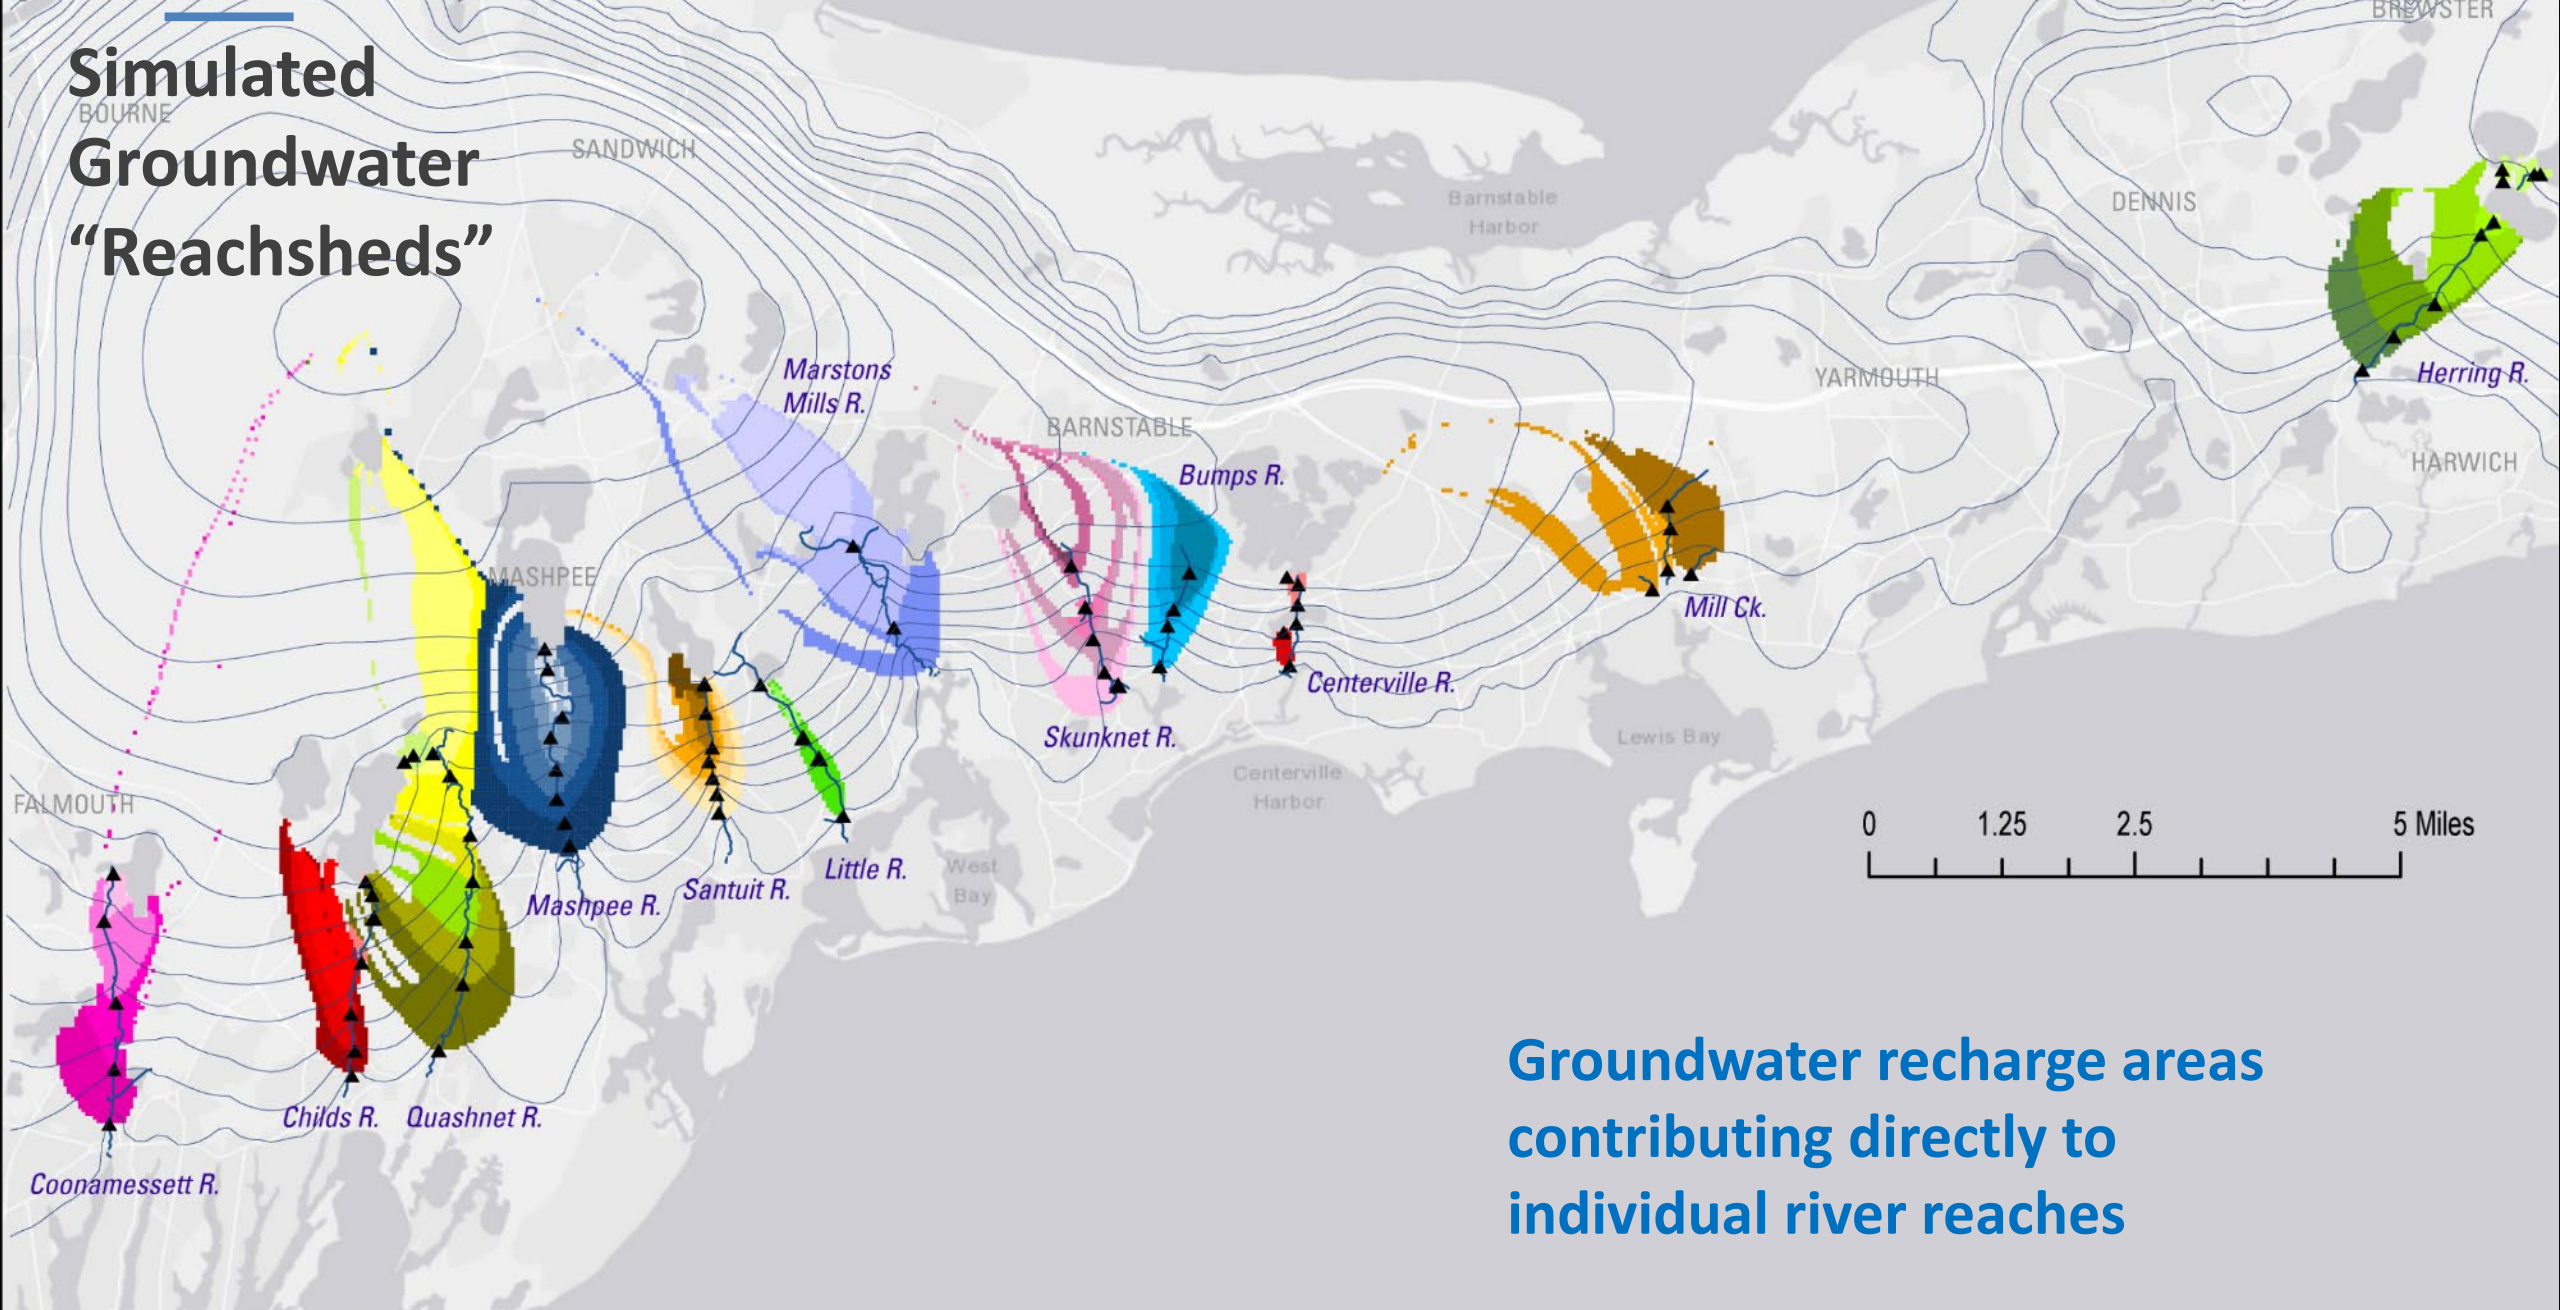 Simulated
Groundwater
“Reachsheds”
BREWSTER
BOURNE
SANDWICH
Barnstable
Harbor
DENNIS
Marstons
Mills R.
YARMOUTH
Herring R.
BARNSTABLE
HARWICH
Bumps R.
MASHPEE
Mill Ck.
Centerville R.
Skunknet R.
Lewis Bay
Centerville
Harbor
FALMOUTH
0 1.25 2.5 5 Miles
Little R.
West
Bay
Santuit R.
Mashpee R.
Childs R.
Quashnet R.
Coonamessett R.
Groundwater recharge areas
contributing directly to
individual river reaches